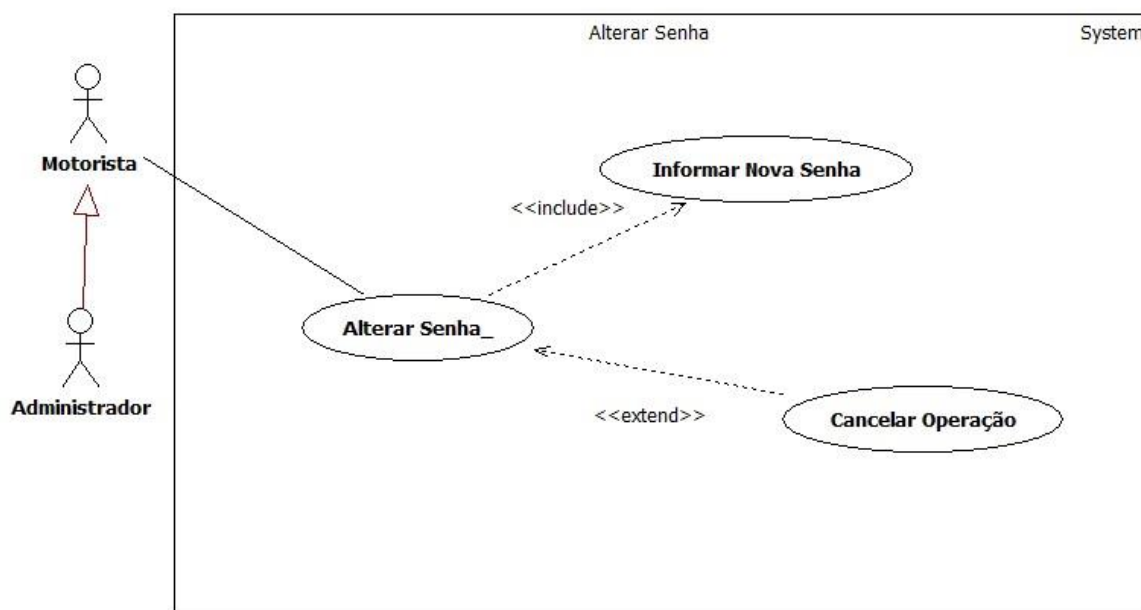 Alterar Senha
System
Motorista
Informar Nova Senha
<<include>>
Alterar Senha_
Administrador
<<extend>>
Cancelar Operação